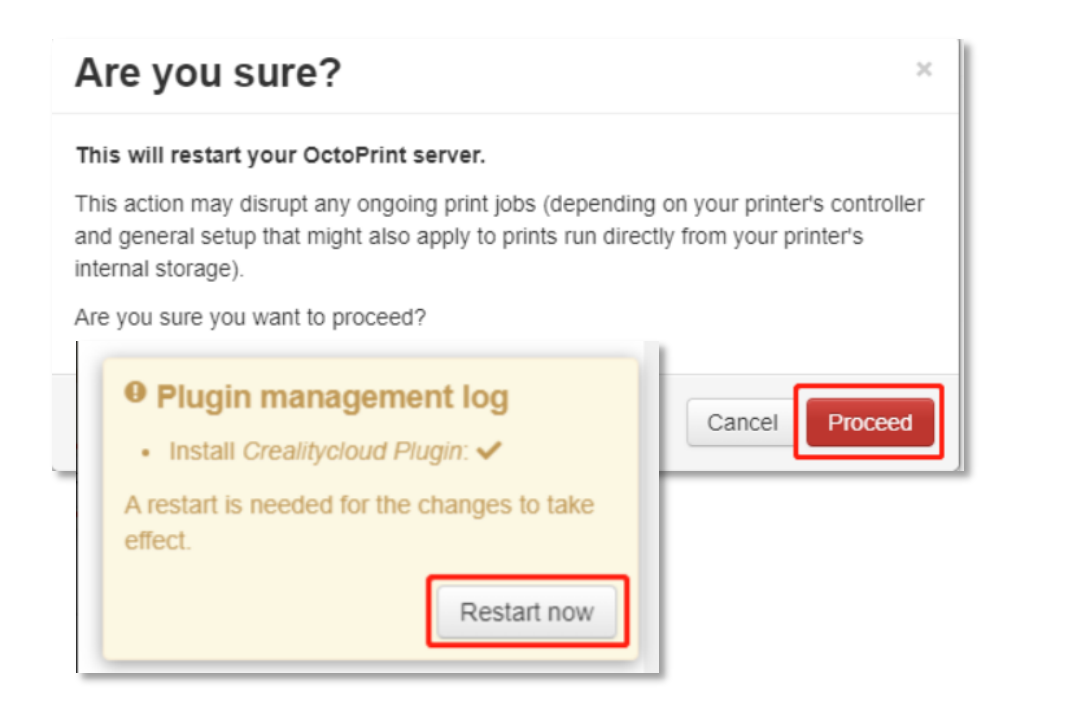 Are you sure?
×
This will restart your OctoPrint server.
This action may disrupt any ongoing print jobs (depending on your printer's controller
and general setup that might also apply to prints run directly from your printer's
internal storage).
Are you sure you want to proceed?
Cancel
Proceed
Plugin management log
• Install Crealitycloud Plugin: ✔
A restart is needed for the changes to take
effect.
Restart now